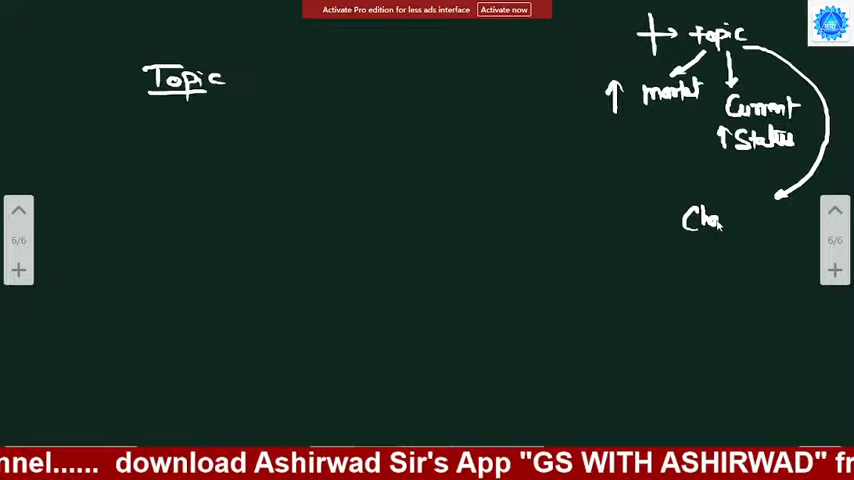 Activate Pro edition for less ads interface Activate now
topic
Topic
↑ market
Current
↑ Status
Cho
6/6
6/6
nnel...... download Ashirwad Sir's App "GS WITH ASHIRWAD" fr